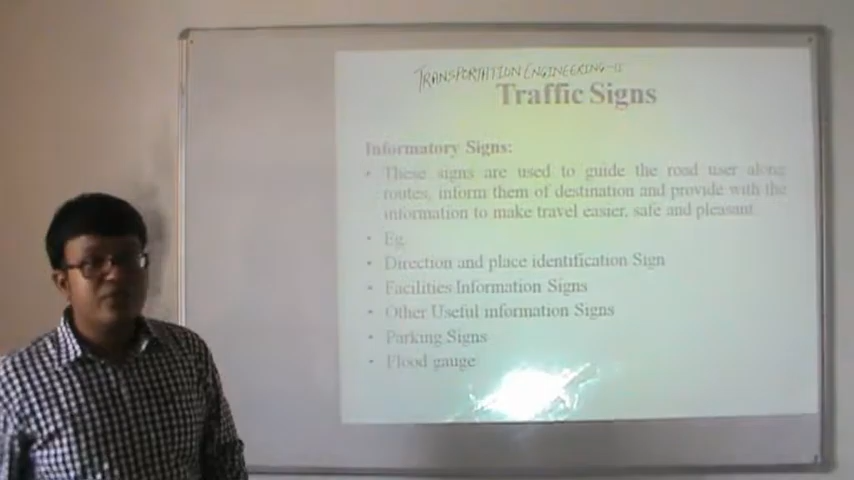 TRANSPORTATION ENGINEERING-II
Traffic Signs
Informatory Signs:
• These signs are used to guide the road user along
routes, inform them of destination and provide with the
information to make travel easier, safe and pleasant.
• Eg
• Direction and place identification Sign
• Facilities Information Signs
• Other Useful information Signs
• Parking Signs
• Flood gauge